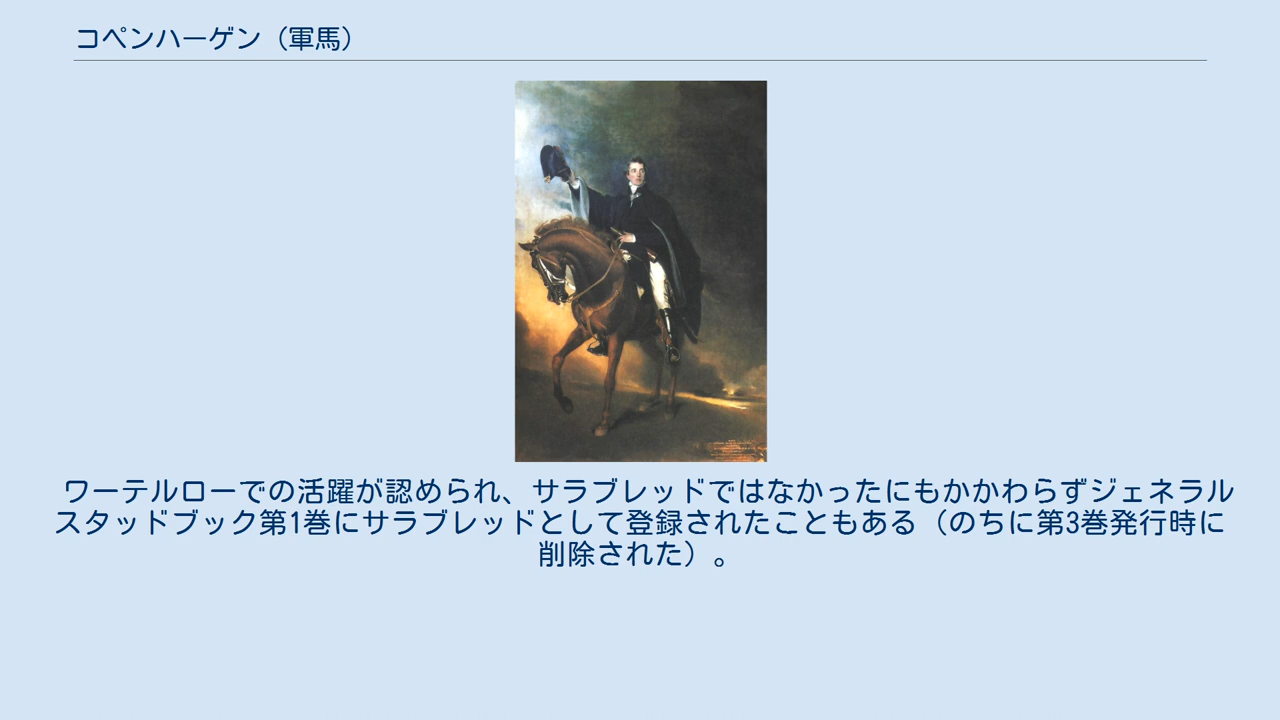 コペンハーゲン（軍馬）
ワーテルローでの活躍が認められ、サラブレッドではなかったにもかかわらずジェネラル
スタッドブック第1巻にサラブレッドとして登録されたこともある（のちに第3巻発行時に
削除された）。